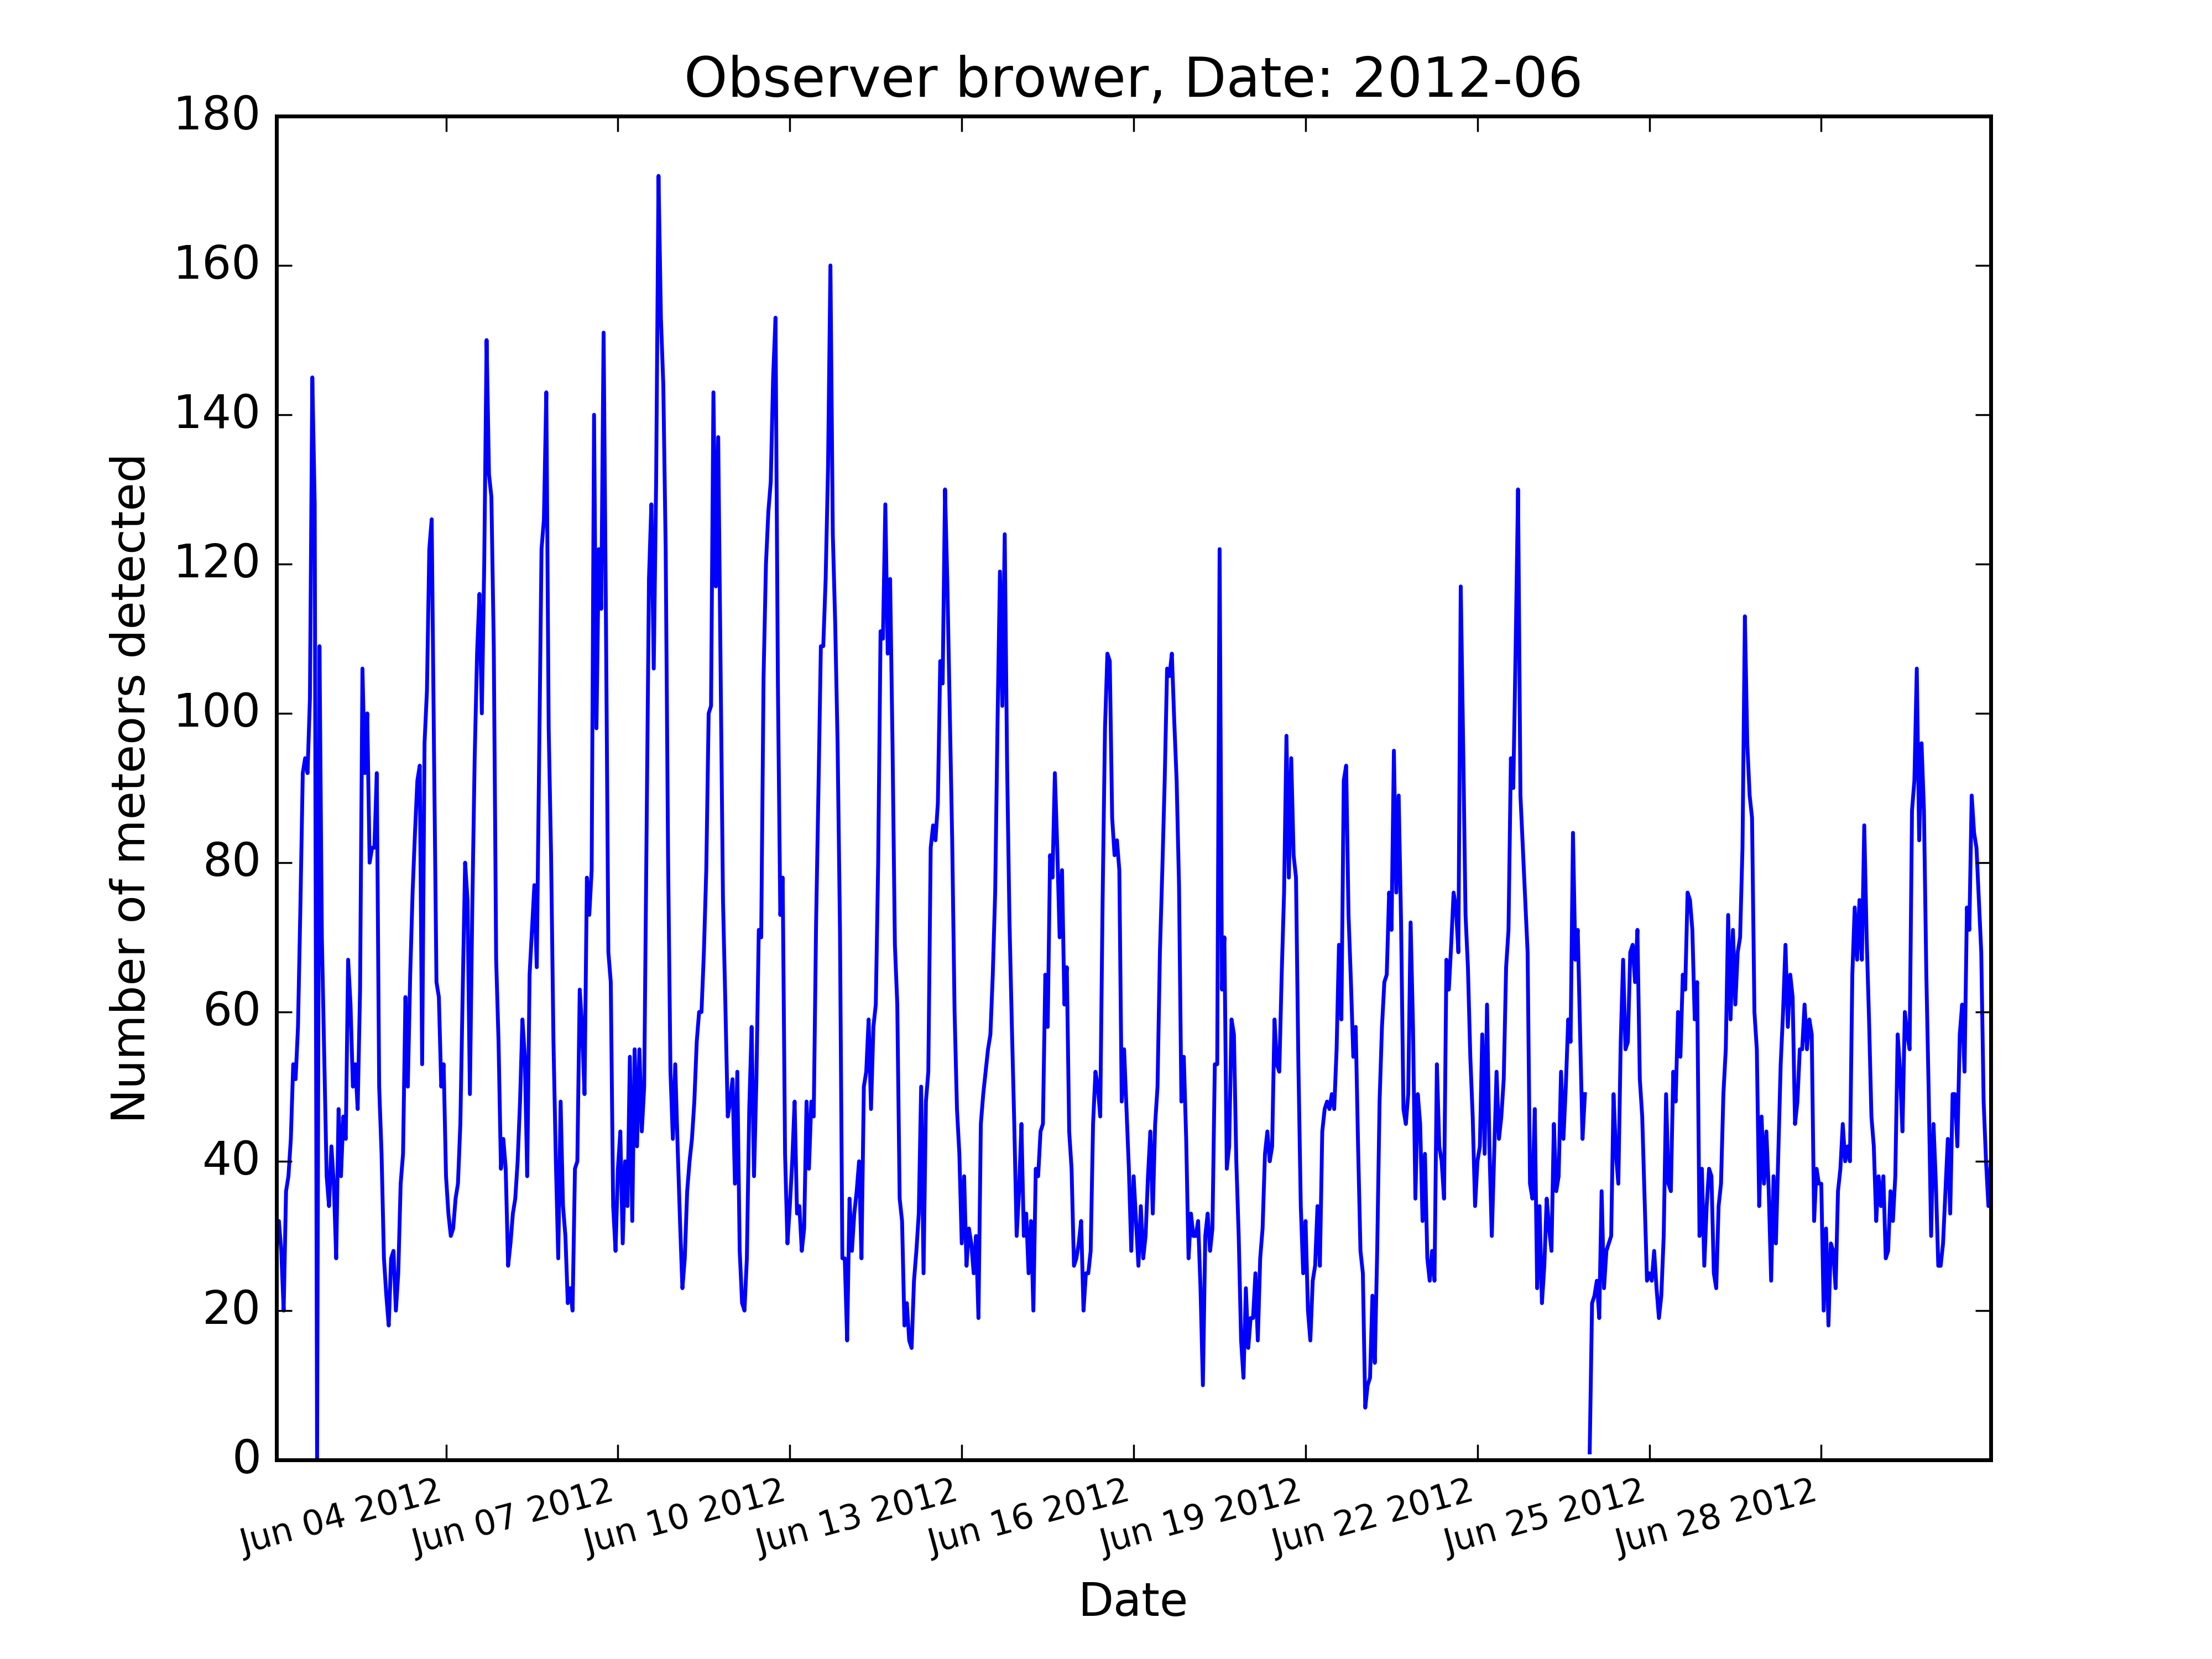 Observer brower, Date: 2012-06
180
160
140
120
100
80
60
40
20
0
Number of meteors detected
Jun 04 2012
Jun 07 2012
Jun 10 2012
Jun 13 2012
Jun 16 2012
Jun 19 2012
Jun 22 2012
Jun 25 2012
Jun 28 2012
Date